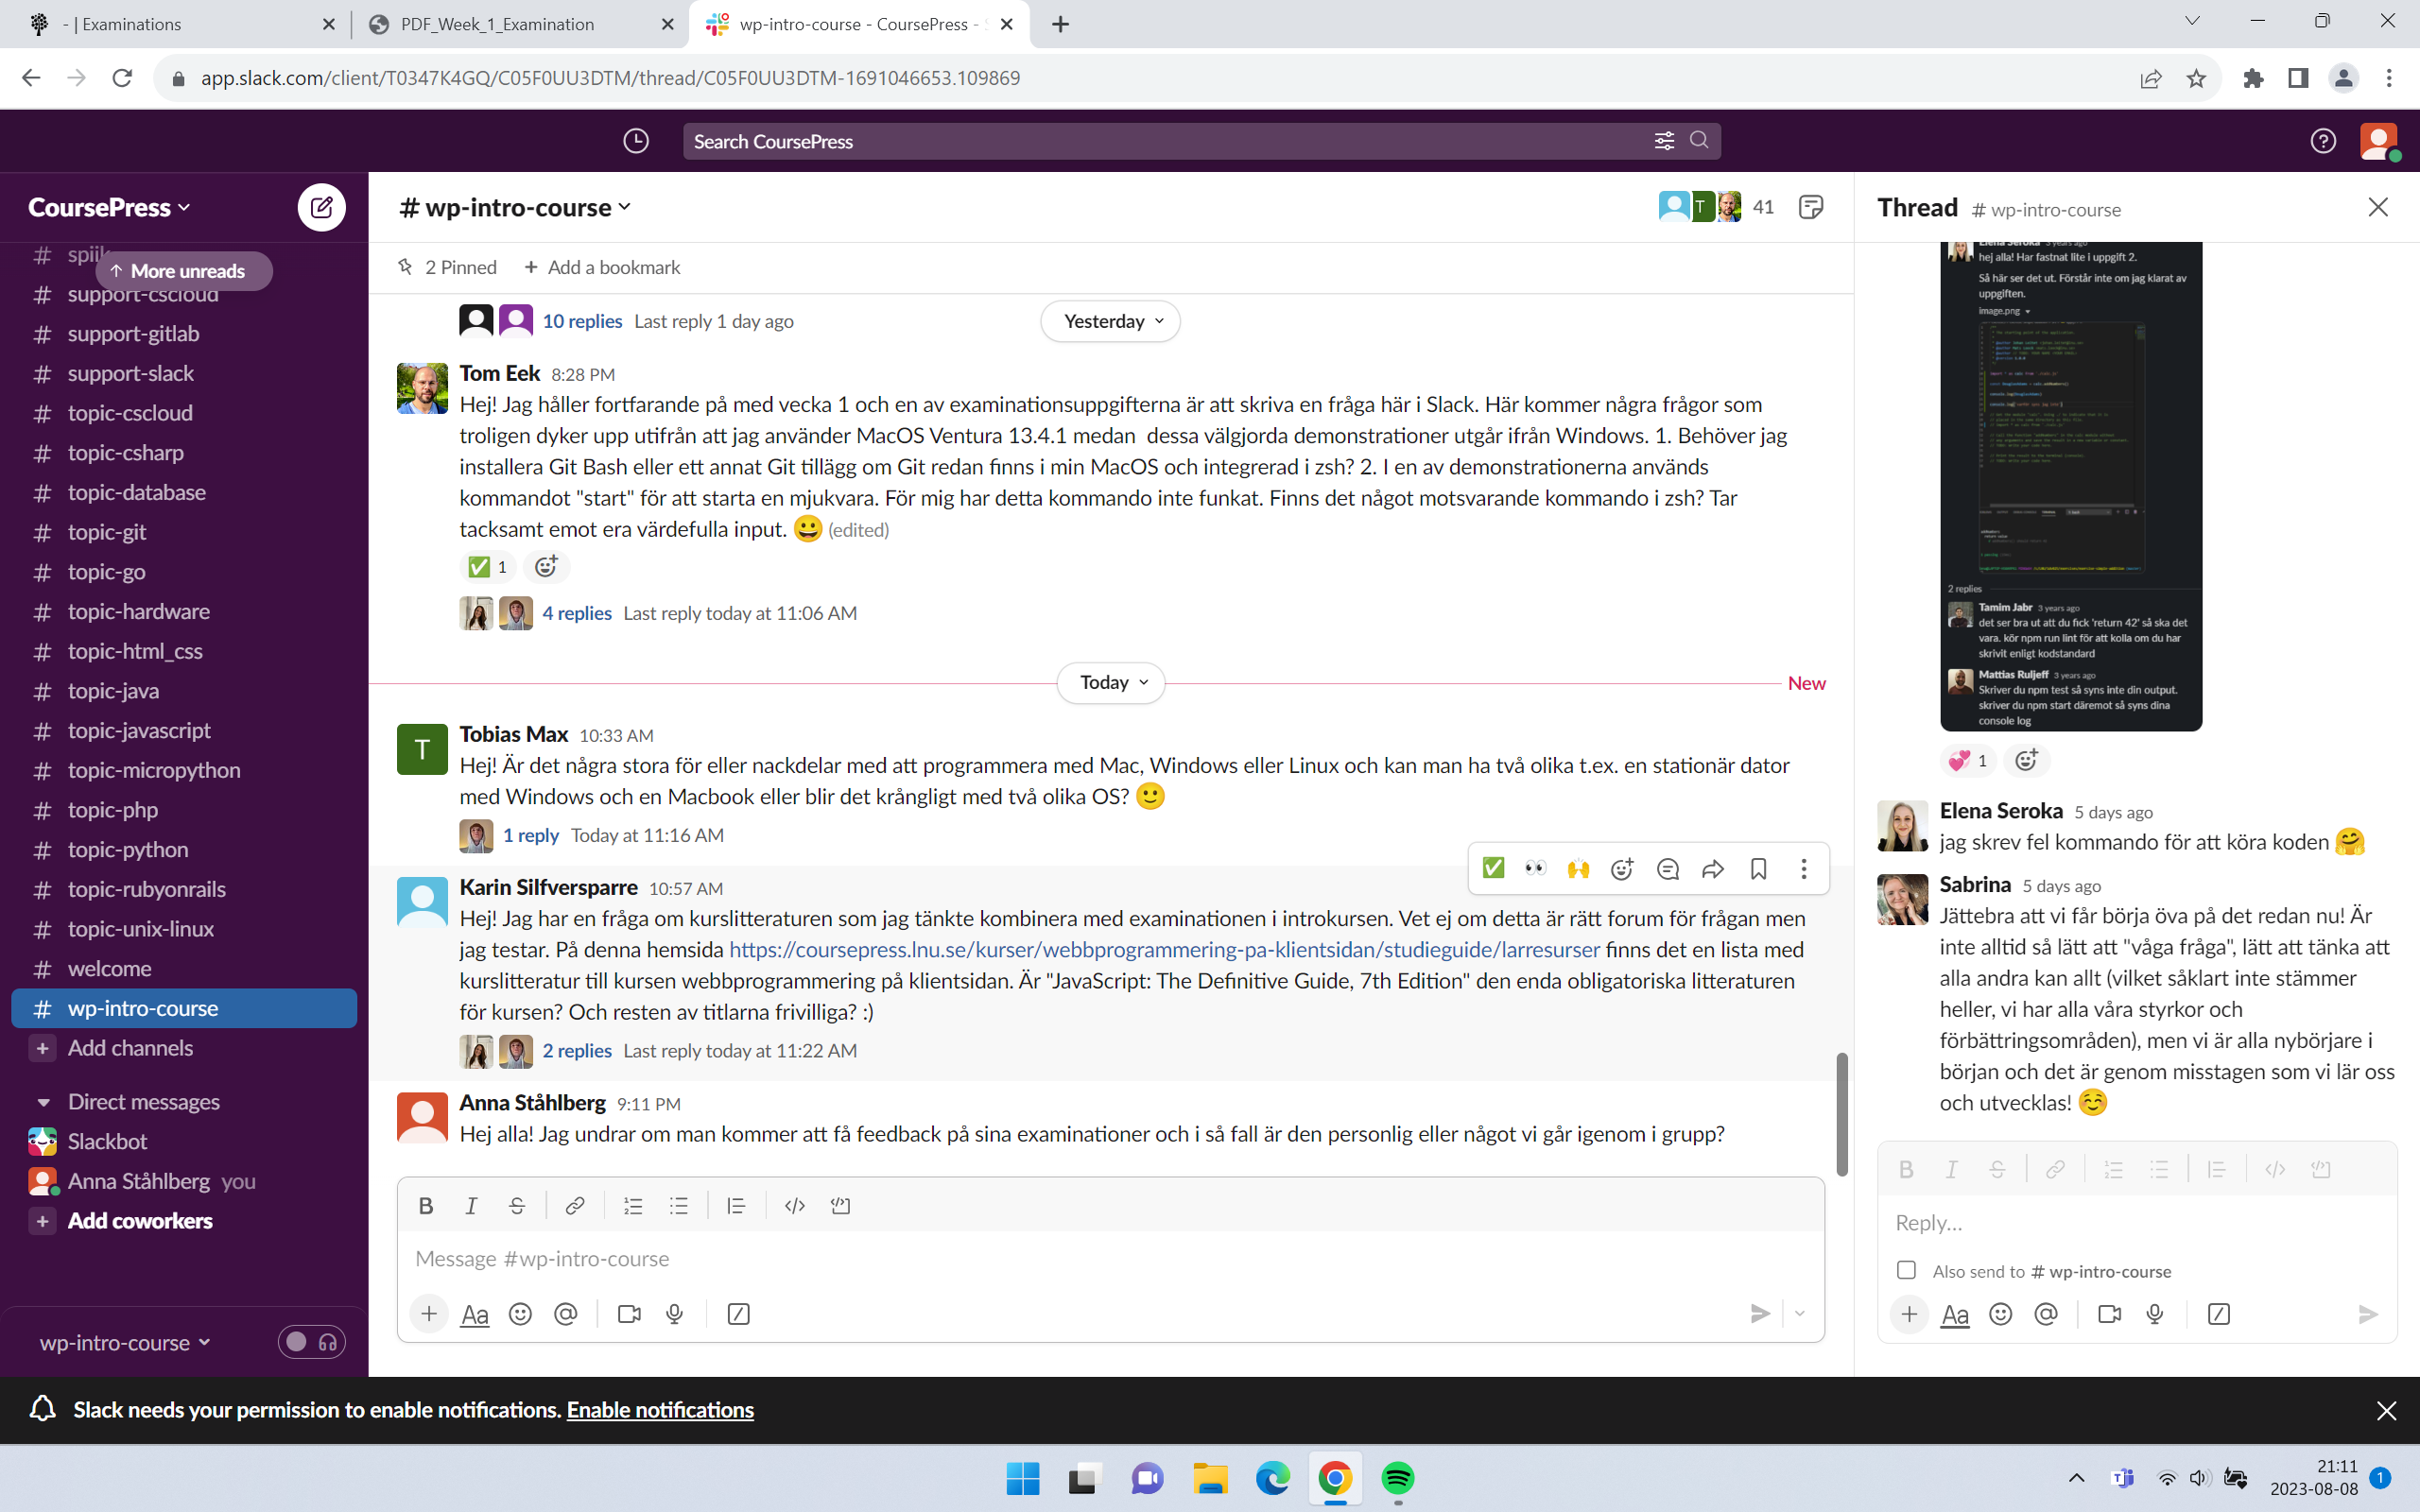 - | Examinations
PDF_Week_1_Examination
wp-intro-course - CoursePress -
app.slack.com/client/T0347K4GQ/C05F0UU3DTM/thread/C05F0UU3DTM-1691046653.109869
Search CoursePress
CoursePress
More unreads
# support-cscloud
# support-gitlab
# support-slack
# topic-cscloud
# topic-csharp
# topic-database
# topic-git
# topic-go
# topic-hardware
# topic-html_css
# topic-java
# topic-javascript
# topic-micropython
# topic-php
# topic-python
# topic-rubyonrails
# topic-unix-linux
# welcome
# wp-intro-course
+ Add channels
Direct messages
Slackbot
Anna Ståhlberg you
+ Add coworkers
wp-intro-course
# wp-intro-course
T
41
2 Pinned + Add a bookmark
10 replies Last reply 1 day ago
Yesterday
Tom Eek 8:28 PM
Hej! Jag håller fortfarande på med vecka 1 och en av examinationsuppgifterna är att skriva en fråga här i Slack. Här kommer några frågor som
troligen dyker upp utifrån att jag använder MacOS Ventura 13.4.1 medan dessa välgjorda demonstrationer utgår ifrån Windows. 1. Behöver jag
installera Git Bash eller ett annat Git tillägg om Git redan finns i min MacOS och integrerad i zsh? 2. I en av demonstrationerna används
kommandot "start" för att starta en mjukvara. För mig har detta kommando inte funkat. Finns det något motsvarande kommando i zsh? Tar
tacksamt emot era värdefulla input. 😀 (edited)
✅ 1
4 replies Last reply today at 11:06 AM
Today
New
T
Tobias Max 10:33 AM
Hej! Är det några stora för eller nackdelar med att programmera med Mac, Windows eller Linux och kan man ha två olika t.ex. en stationär dator
med Windows och en Macbook eller blir det krångligt med två olika OS? 🙂
1 reply Today at 11:16 AM
Karin Silfversparre 10:57 AM
Hej! Jag har en fråga om kurslitteraturen som jag tänkte kombinera med examinationen i introkursen. Vet ej om detta är rätt forum för frågan men
jag testar. På denna hemsida https://coursepress.lnu.se/kurser/webbprogrammering-pa-klientsidan/studieguide/larresurser finns det en lista med
kurslitteratur till kursen webbprogrammering på klientsidan. Är "JavaScript: The Definitive Guide, 7th Edition" den enda obligatoriska litteraturen
för kursen? Och resten av titlarna frivilliga? :)
2 replies Last reply today at 11:22 AM
Anna Ståhlberg 9:11 PM
Hej alla! Jag undrar om man kommer att få feedback på sina examinationer och i så fall är den personlig eller något vi går igenom i grupp?
Message #wp-intro-course
Aa
Thread # wp-intro-course
Elena Seroka 3 years ago
hej alla! Har fastnat lite i uppgift 2.
Så här ser det ut. Förstår inte om jag klarat av
uppgiften.
image.png
2 replies
Tamim Jabr 3 years ago
det ser bra ut att du fick 'return 42' så ska det
vara. kör npm run lint för att kolla om du har
skrivit enligt kodstandard
Mattias Ruljeff 3 years ago
Skriver du npm test så syns inte din output.
skriver du npm start däremot så syns dina
console log
💞 1
Elena Seroka 5 days ago
jag skrev fel kommando för att köra koden 🤗
Sabrina 5 days ago
Jättebra att vi får börja öva på det redan nu! Är
inte alltid så lätt att "våga fråga", lätt att tänka att
alla andra kan allt (vilket såklart inte stämmer
heller, vi har alla våra styrkor och
förbättringsområden), men vi är alla nybörjare i
början och det är genom misstagen som vi lär oss
och utvecklas! ☺️
Reply...
Also send to # wp-intro-course
Aa
Slack needs your permission to enable notifications. Enable notifications
21:11
2023-08-08
1